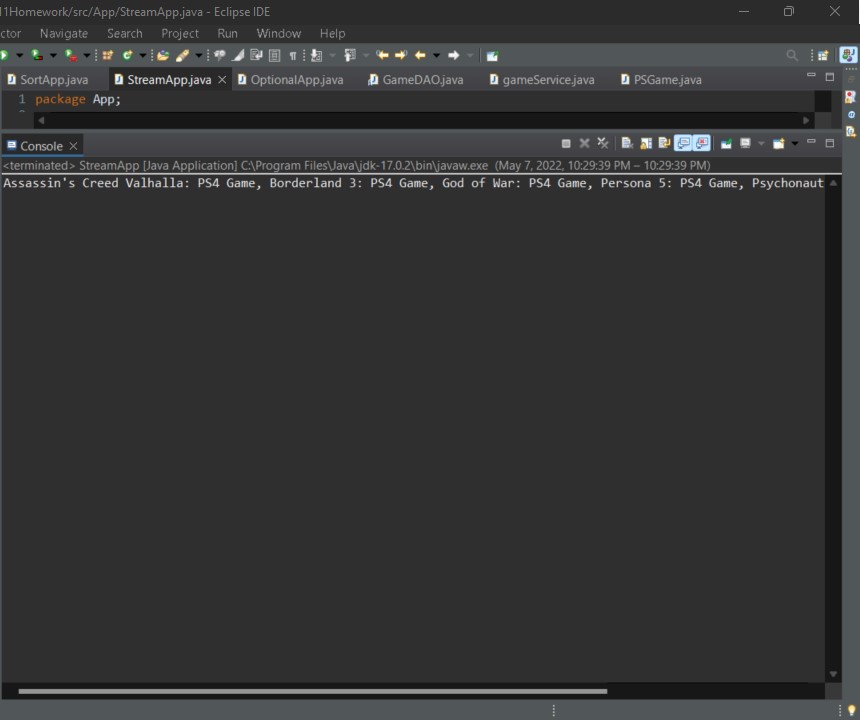 11Homework/src/App/StreamApp.java - Eclipse IDE
ctor Navigate Search Project Run Window Help
SortApp.java StreamApp.java OptionalApp.java GameDAO.java gameService.java PSGame.java
1 package App;
Console
<terminated> StreamApp [Java Application] C:\Program Files\Java\jdk-17.0.2\bin\javaw.exe (May 7, 2022, 10:29:39 PM – 10:29:39 PM)
Assassin's Creed Valhalla: PS4 Game, Borderland 3: PS4 Game, God of War: PS4 Game, Persona 5: PS4 Game, Psychonaut